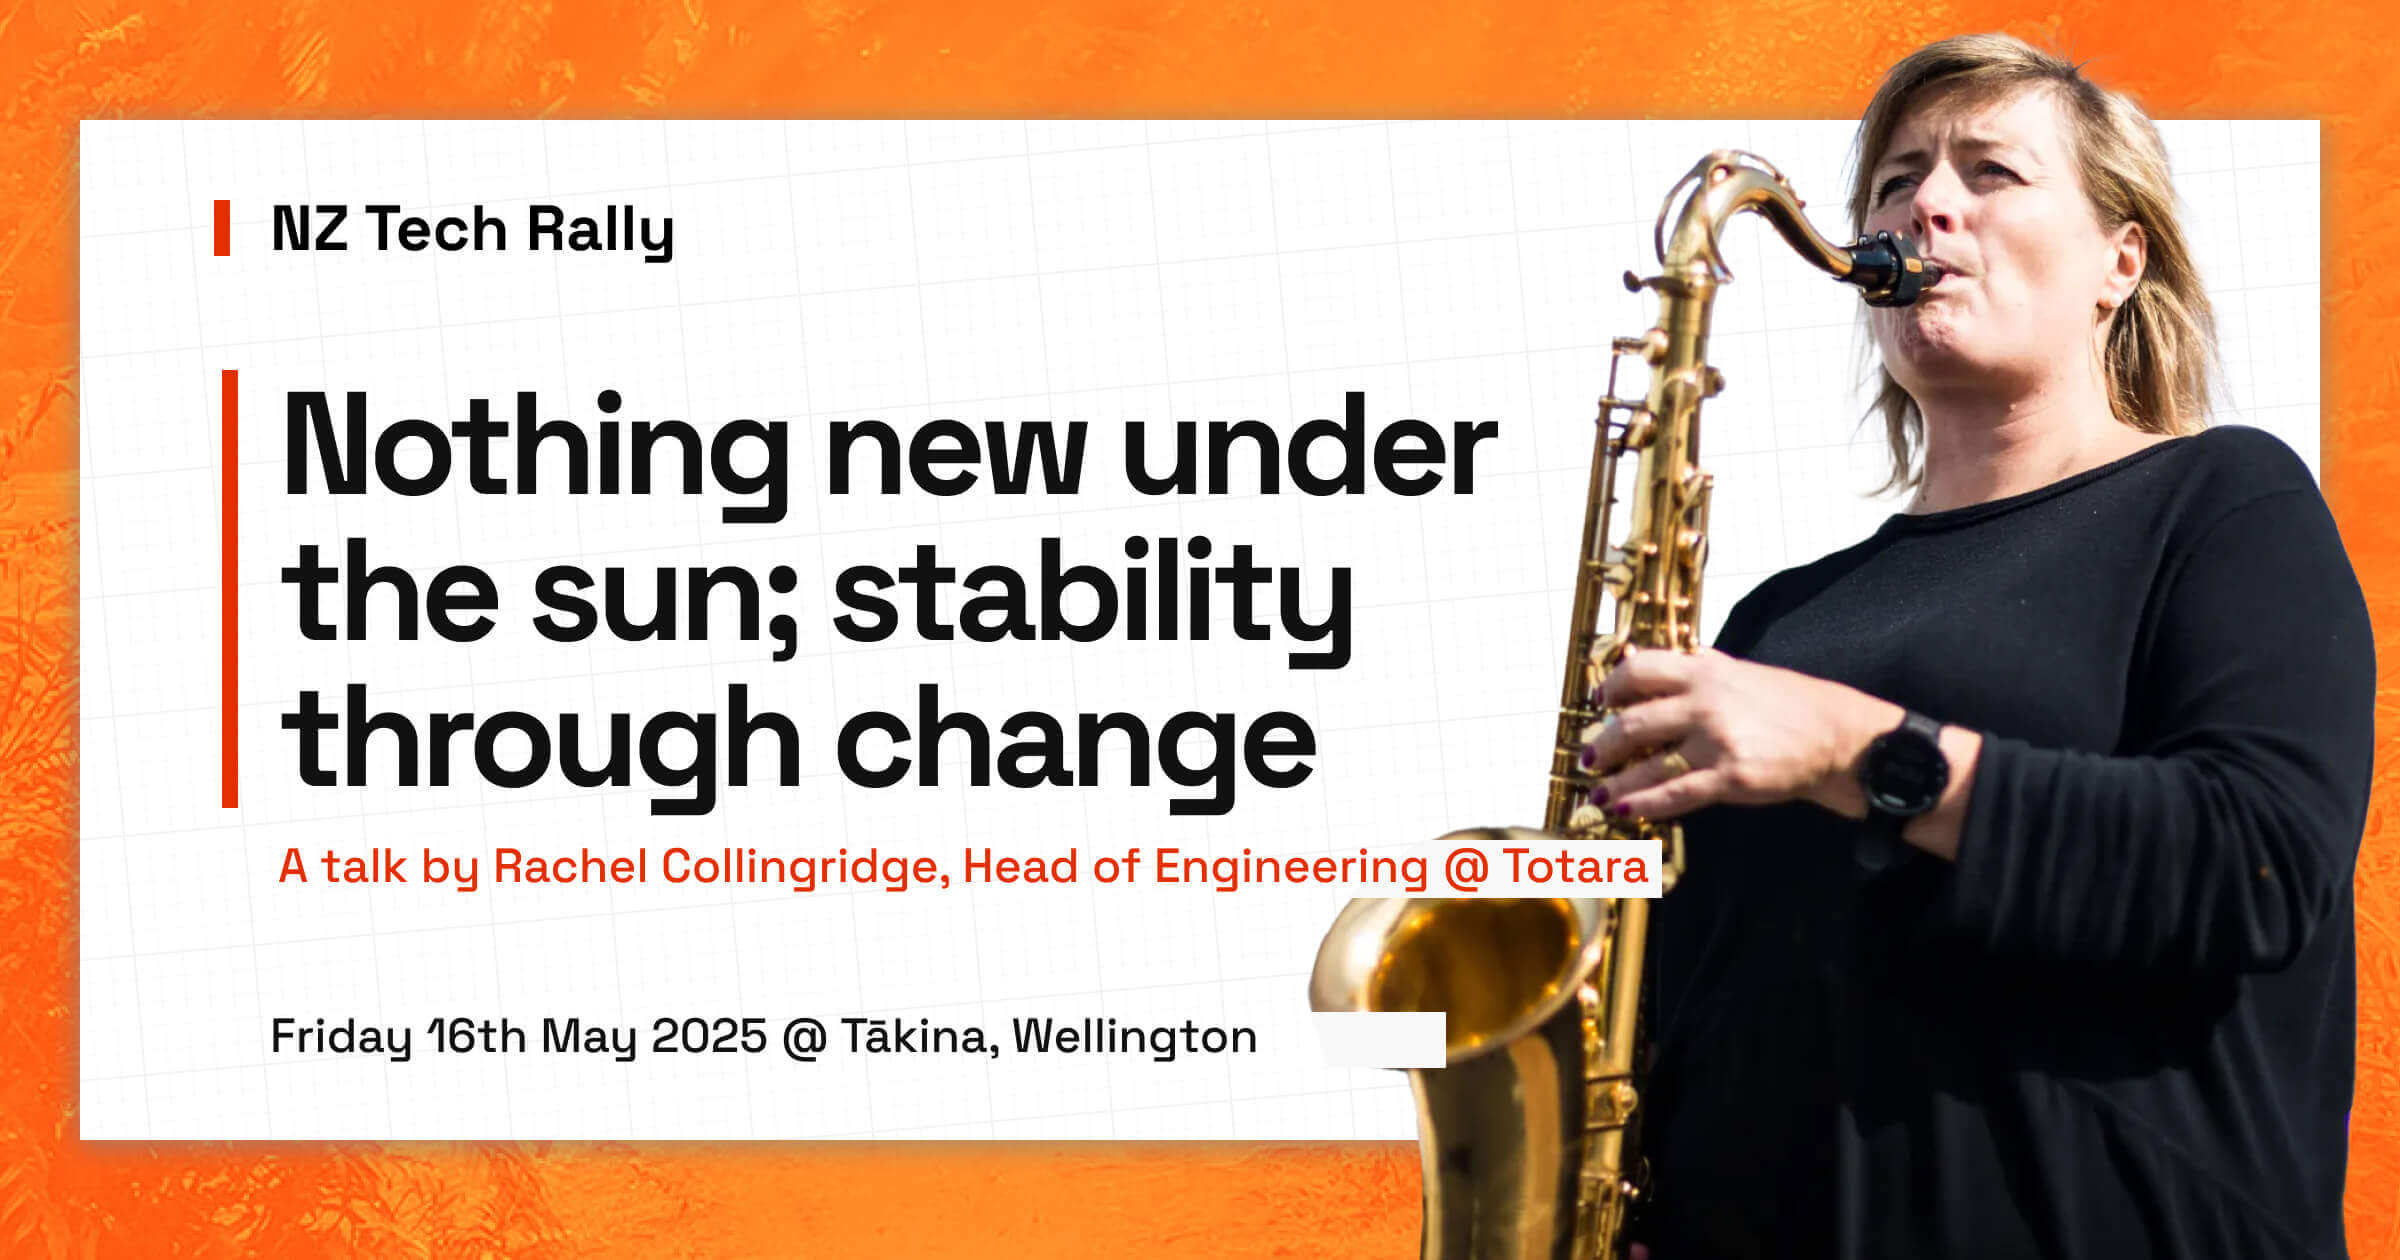 NZ Tech Rally
Nothing new under
the sun; stability
through change
A talk by Rachel Collingridge, Head of Engineering @ Totara
Friday 16th May 2025 @ Tākina, Wellington